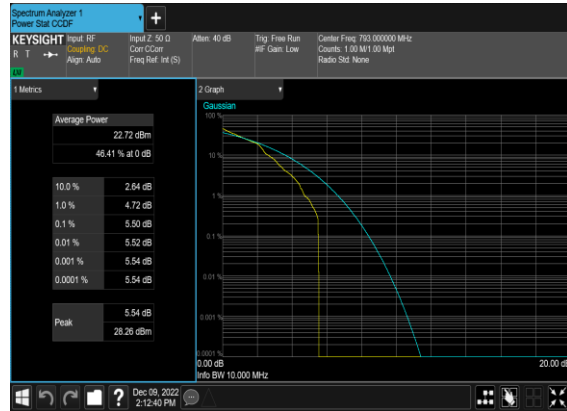 Spectrum Analyzer 1
Power Stat CCDF
+
KEYSIGHT
R T
LXI
Input: RF
Coupling: DC
Align: Auto
Input Z: 50 Ω
Corr CCorr
Freq Ref: Int (S)
Atten: 40 dB
Trig: Free Run
#IF Gain: Low
Center Freq: 793.000000 MHz
Counts: 1.00 M/1.00 Mpt
Radio Std: None
1 Metrics
Average Power
22.72 dBm
46.41 % at 0 dB
10.0 % 2.64 dB
1.0 % 4.72 dB
0.1 % 5.50 dB
0.01 % 5.52 dB
0.001 % 5.54 dB
0.0001 % 5.54 dB
Peak
5.54 dB
28.26 dBm
2 Graph
Gaussian
100 %
10 %
1 %
0.1 %
0.01 %
0.001 %
0.0001 %
0.00 dB
20.00 dB
Info BW 10.000 MHz
?
Dec 09, 2022
2:12:40 PM